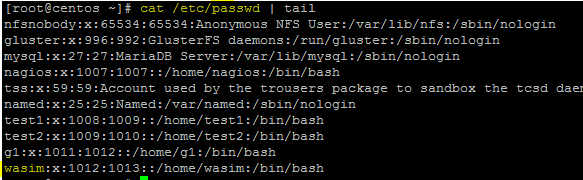 [root@centos ~]# cat /etc/passwd | tail
nfsnobody:x:65534:65534:Anonymous NFS User:/var/lib/nfs:/sbin/nologin
gluster:x:996:992:GlusterFS daemons:/run/gluster:/sbin/nologin
mysql:x:27:27:MariaDB Server:/var/lib/mysql:/sbin/nologin
nagios:x:1007:1007::/home/nagios:/bin/bash
tss:x:59:59:Account used by the trousers package to sandbox the tcsd daem
named:x:25:25:Named:/var/named:/sbin/nologin
test1:x:1008:1009::/home/test1:/bin/bash
test2:x:1009:1010::/home/test2:/bin/bash
g1:x:1011:1012::/home/g1:/bin/bash
wasim:x:1012:1013::/home/wasim:/bin/bash